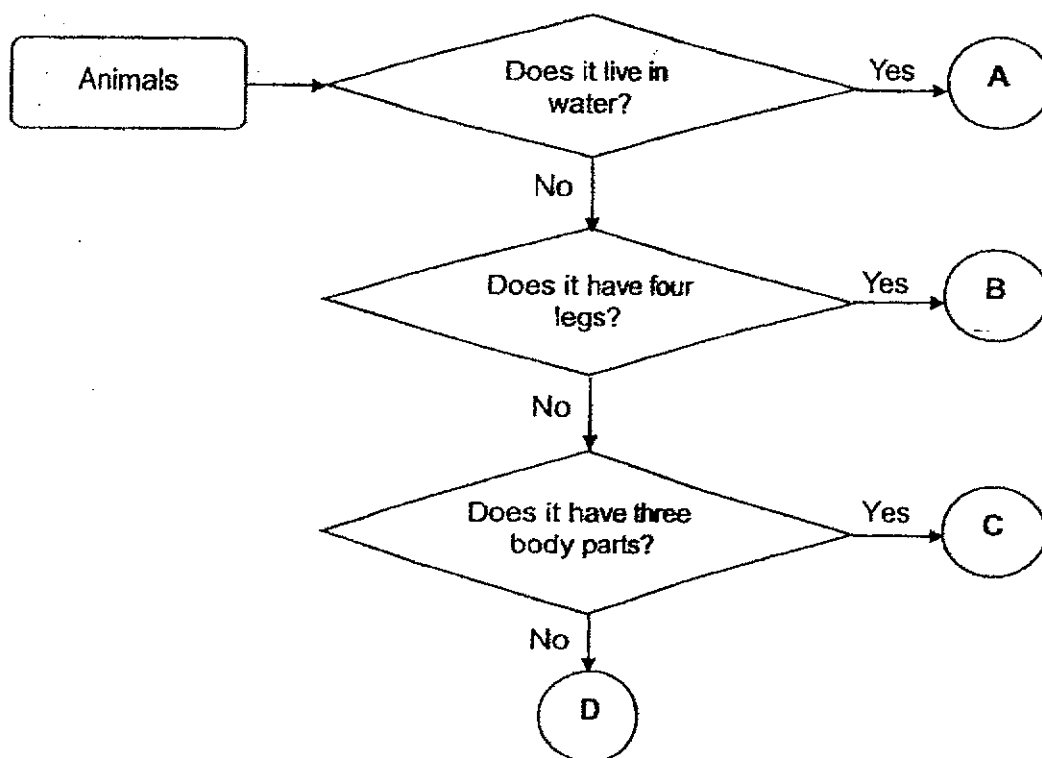 Animals
Does it live in
water?
Yes
A
No
Does it have four
legs?
Yes
B
No
Does it have three
body parts?
Yes
C
No
D